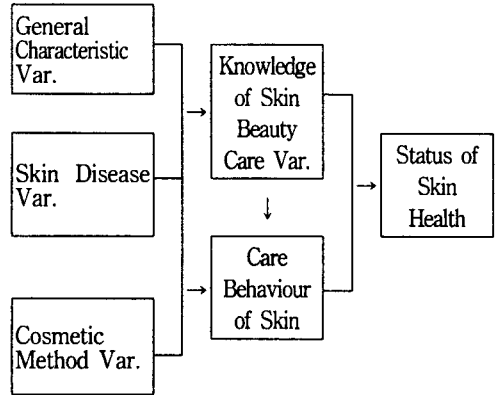 General
Characteristic
Var.
Skin Disease
Var.
Cosmetic
Method Var.
Knowledge
of Skin
Beauty
Care Var.
Care
Behaviour
of Skin
Status of
Skin
Health